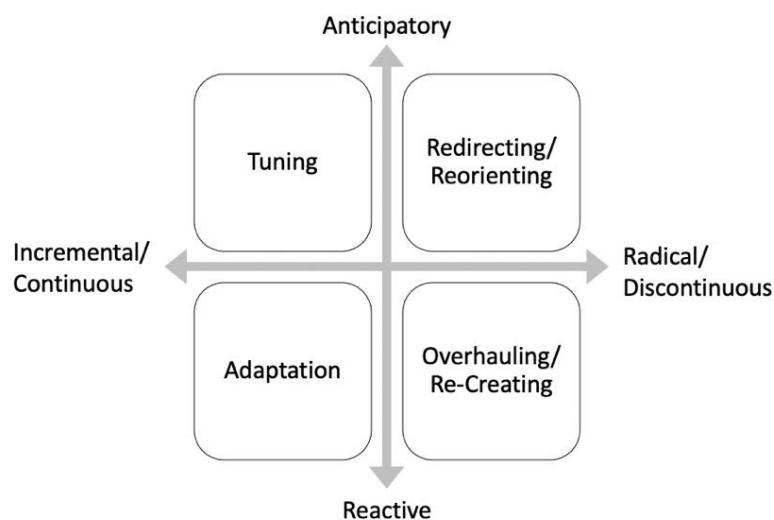 Anticipatory
Tuning
Redirecting/
Reorienting
Incremental/
Continuous
Radical/
Discontinuous
Adaptation
Overhauling/
Re-Creating
Reactive